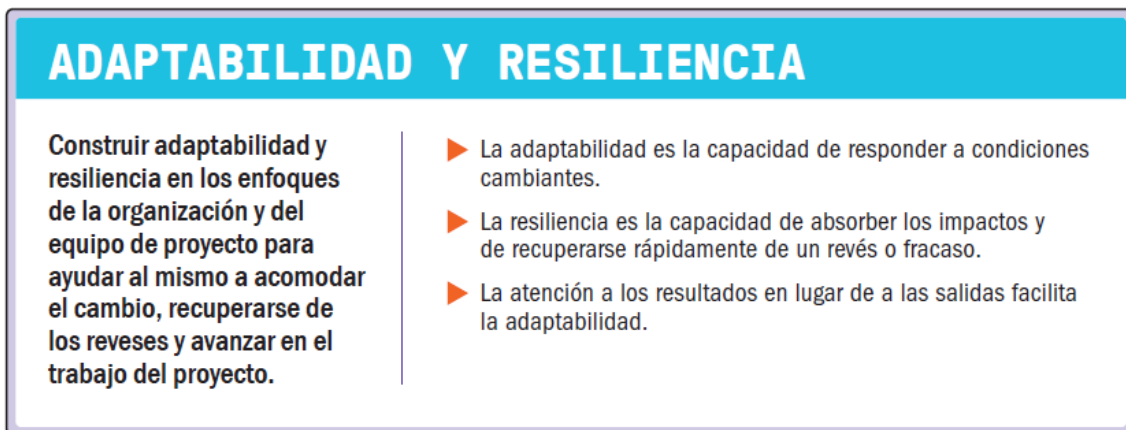 ADAPTABILIDAD Y RESILIENCIA
Construir adaptabilidad y
resiliencia en los enfoques
de la organización y del
equipo de proyecto para
ayudar al mismo a acomodar
el cambio, recuperarse de
los reveses y avanzar en el
trabajo del proyecto.
La adaptabilidad es la capacidad de responder a condiciones
cambiantes.
La resiliencia es la capacidad de absorber los impactos y
de recuperarse rápidamente de un revés o fracaso.
La atención a los resultados en lugar de a las salidas facilita
la adaptabilidad.